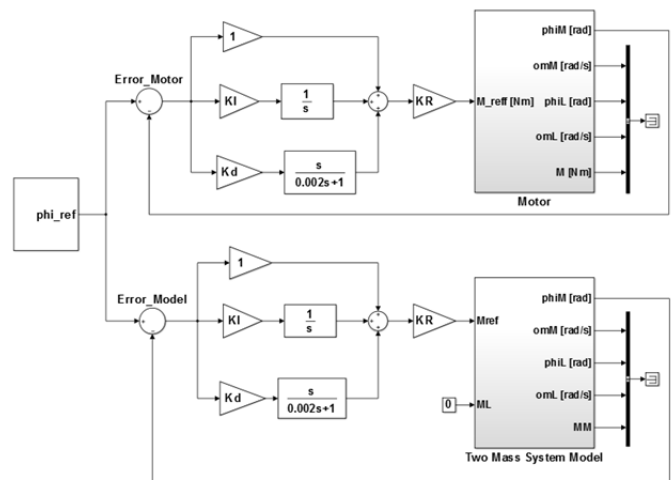 1
phiM [rad]
Error_Motor
omM [rad/s]
KI
1
s
KR
M_reff [Nm]
phiL [rad]
omL [rad/s]
Kd
s
0.002s+1
M [Nm]
Motor
phi_ref
1
Error_Model
phiM [rad]
KI
1
s
KR
Mref
omM [rad/s]
phiL [rad]
Kd
s
0.002s+1
0
ML
omL [rad/s]
MM
Two Mass System Model